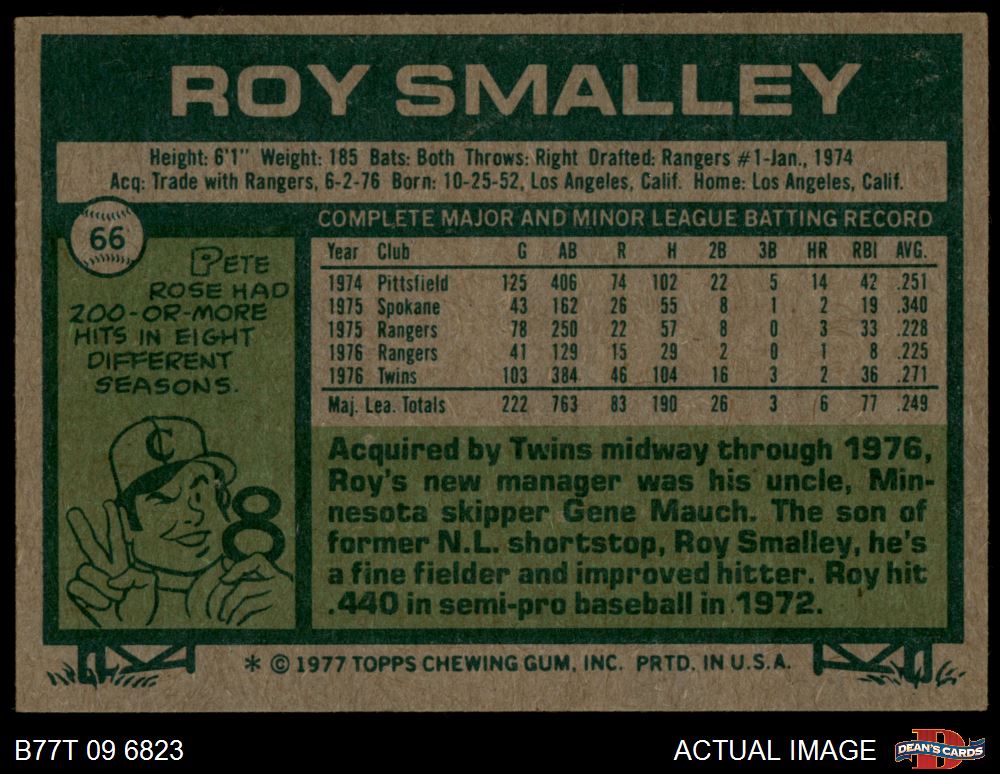 ROY SMALLEY
Height: 6'1" Weight: 185 Bats: Both Throws: Right Drafted: Rangers #1-Jan., 1974
Acq: Trade with Rangers, 6-2-76 Born: 10-25-52, Los Angeles, Calif. Home: Los Angeles, Calif.
66
PETE
ROSE HAD
200-OR-MORE
HITS IN EIGHT
DIFFERENT
SEASONS.
C
8
COMPLETE MAJOR AND MINOR LEAGUE BATTING RECORD
Year Club G AB R H 2B 3B HR RBI AVG.
1974 Pittsfield 125 406 74 102 22 5 14 42 .251
1975 Spokane 43 162 26 55 8 1 2 19 .340
1975 Rangers 78 250 22 57 8 0 3 33 .228
1976 Rangers 41 129 15 29 2 0 1 8 .225
1976 Twins 103 384 46 104 16 3 2 36 .271
Maj. Lea. Totals 222 763 83 190 26 3 6 77 .249
Acquired by Twins midway through 1976,
Roy's new manager was his uncle, Min-
nesota skipper Gene Mauch. The son of
former N.L. shortstop, Roy Smalley, he's
a fine fielder and improved hitter. Roy hit
.440 in semi-pro baseball in 1972.
* © 1977 TOPPS CHEWING GUM, INC. PRTD. IN U.S.A.
B77T 09 6823
ACTUAL IMAGE
D
DEAN'S CARDS